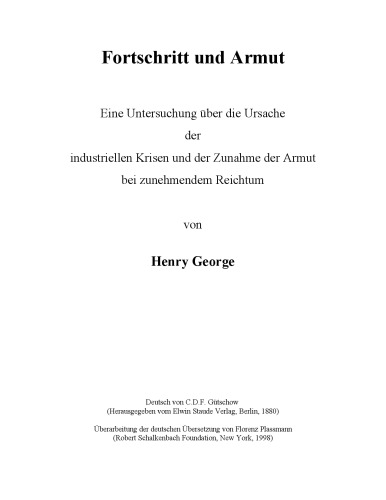 Fortschritt und Armut
Eine Untersuchung über die Ursache
der
industriellen Krisen und der Zunahme der Armut
bei zunehmendem Reichtum
von
Henry George
Deutsch von C.D.F. Gütschow
(Herausgegeben vom Elwin Staude Verlag, Berlin, 1880)
Überarbeitung der deutschen Übersetzung von Florenz Plassmann
(Robert Schalkenbach Foundation, New York, 1998)